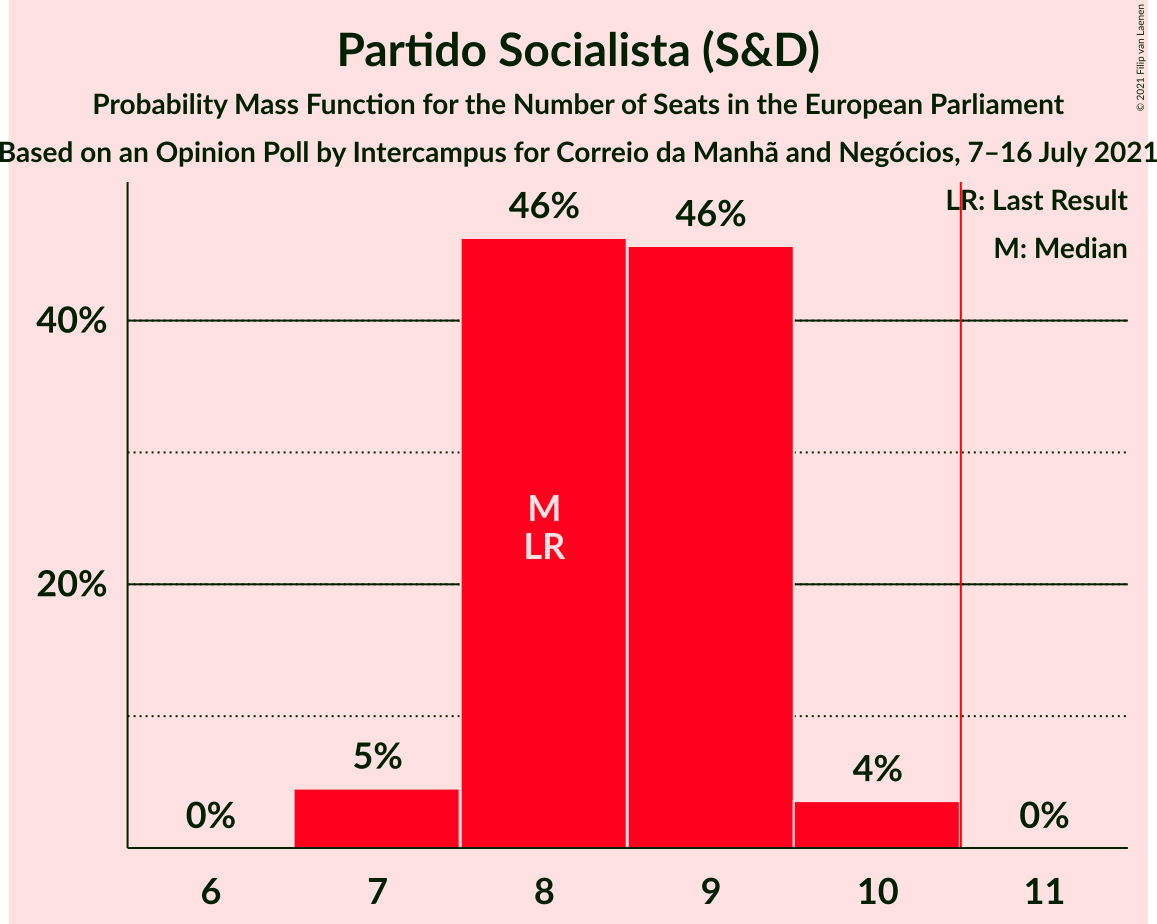 Partido Socialista (S&D)
Probability Mass Function for the Number of Seats in the European Parliament
Based on an Opinion Poll by Intercampus for Correio da Manhã and Negócios, 7–16 July 2021
© 2021 Filip van Laenen
LR: Last Result
M: Median
46%
46%
40%
M
LR
20%
5%
4%
0%
0%
6
7
8
9
10
11